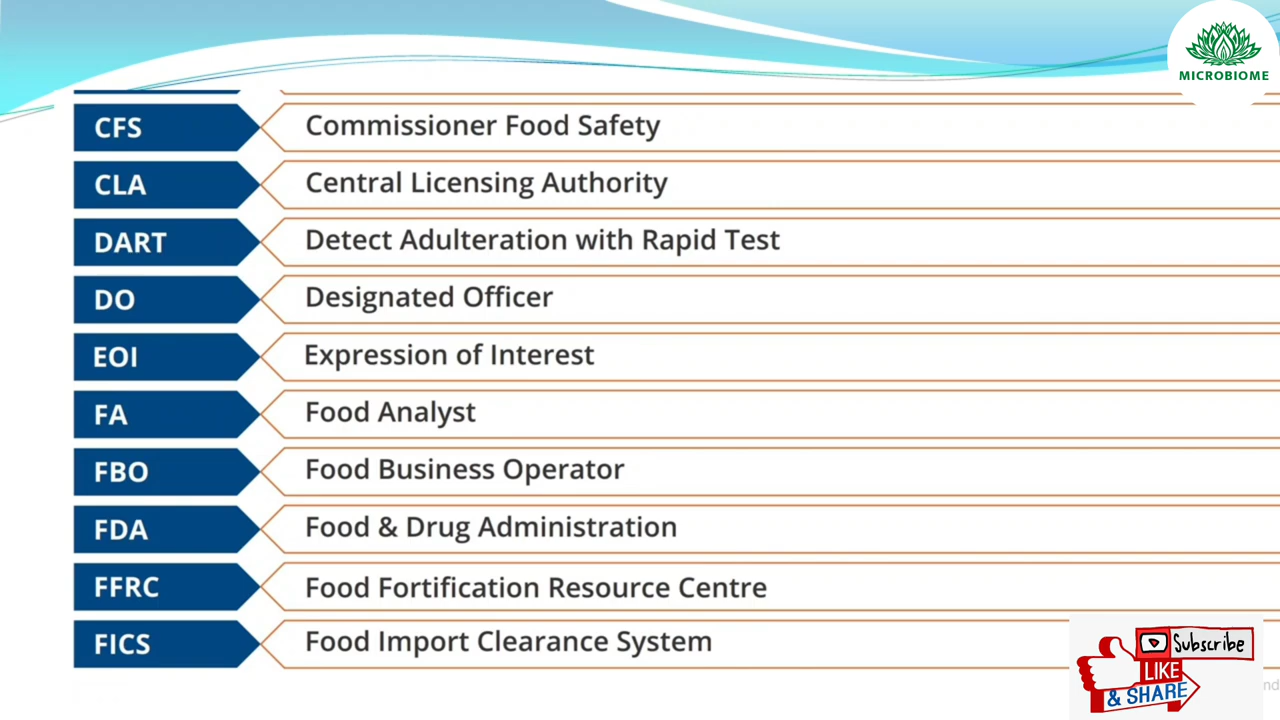 MICROBIOME
CFS Commissioner Food Safety
CLA Central Licensing Authority
DART Detect Adulteration with Rapid Test
DO Designated Officer
EOI Expression of Interest
FA Food Analyst
FBO Food Business Operator
FDA Food & Drug Administration
FFRC Food Fortification Resource Centre
FICS Food Import Clearance System
Subscribe
LIKE
& SHARE